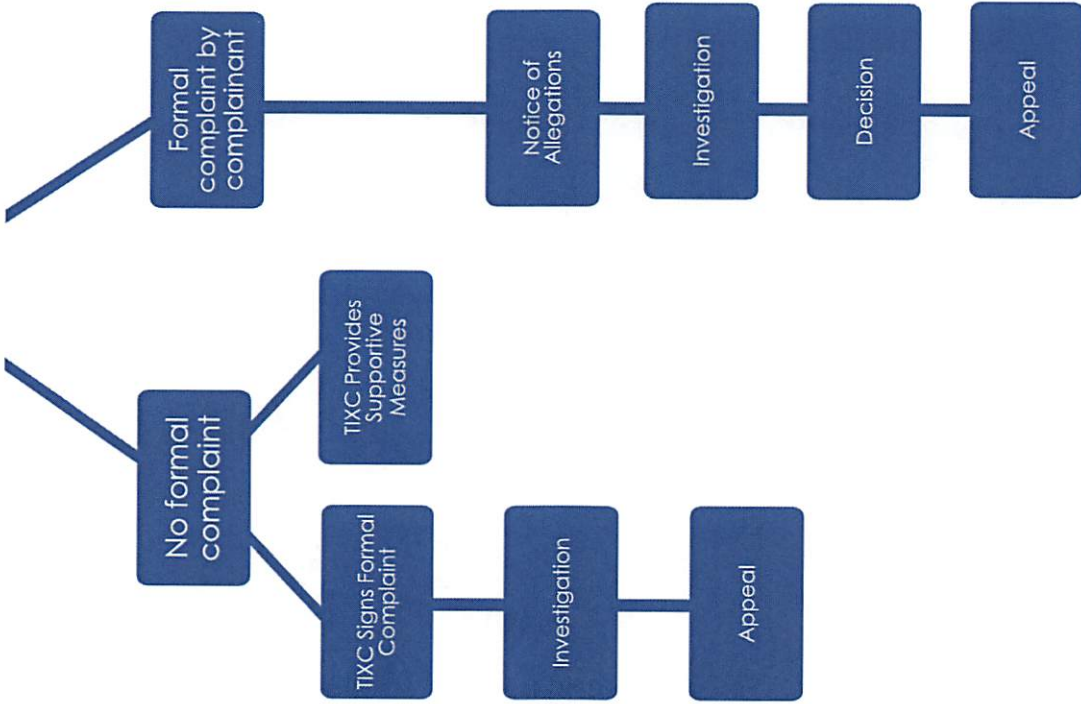 No formal
complaint
TIXC Signs Formal
Complaint
Investigation
Appeal
TIXC Provides
Supportive
Measures
Formal
complaint by
complainant
Notice of
Allegations
Investigation
Decision
Appeal